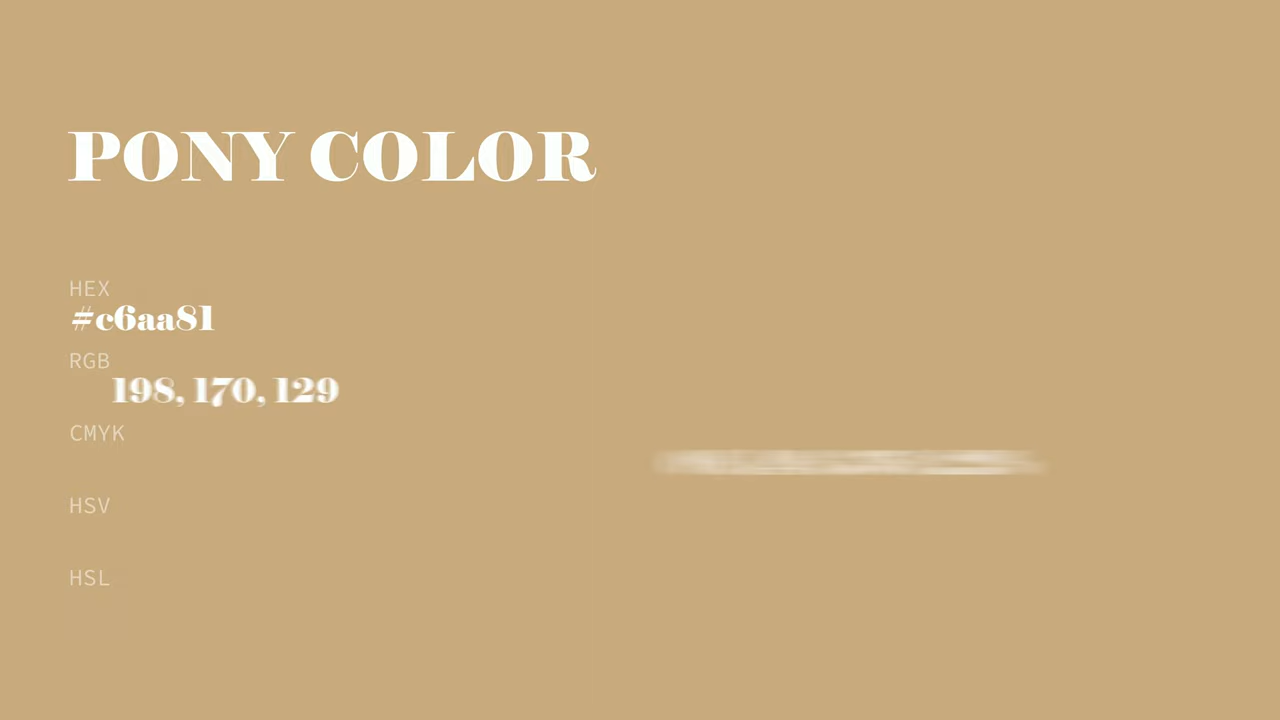 PONY COLOR
HEX
#c6aa81
RGB
198, 170, 129
CMYK
HSV
HSL